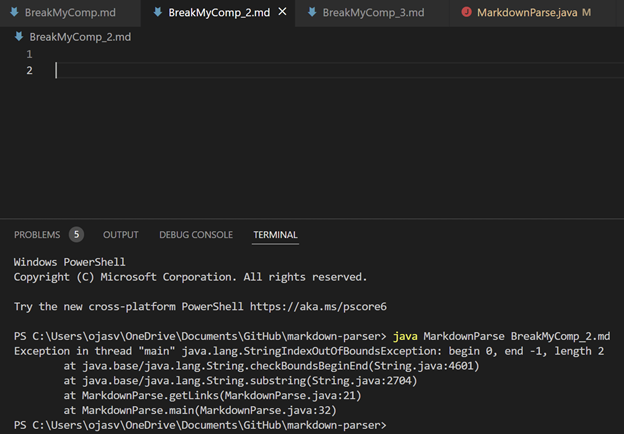 BreakMyComp.md BreakMyComp_2.md BreakMyComp_3.md MarkdownParse.java M
BreakMyComp_2.md
1
2
PROBLEMS 5 OUTPUT DEBUG CONSOLE TERMINAL
Windows PowerShell
Copyright (C) Microsoft Corporation. All rights reserved.
Try the new cross-platform PowerShell https://aka.ms/pscore6
PS C:\Users\ojasv\OneDrive\Documents\GitHub\markdown-parser> java MarkdownParse BreakMyComp_2.md
Exception in thread "main" java.lang.StringIndexOutOfBoundsException: begin 0, end -1, length 2
at java.base/java.lang.String.checkBoundsBeginEnd(String.java:4601)
at java.base/java.lang.String.substring(String.java:2704)
at MarkdownParse.getLinks(MarkdownParse.java:21)
at MarkdownParse.main(MarkdownParse.java:32)
PS C:\Users\ojasv\OneDrive\Documents\GitHub\markdown-parser>